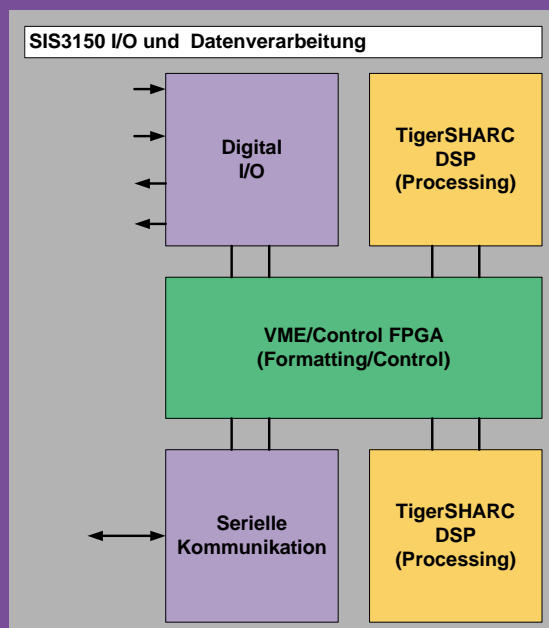 SIS3150 I/O und Datenverarbeitung
Digital
I/O
TigerSHARC
DSP
(Processing)
VME/Control FPGA
(Formatting/Control)
Serielle
Kommunikation
TigerSHARC
DSP
(Processing)